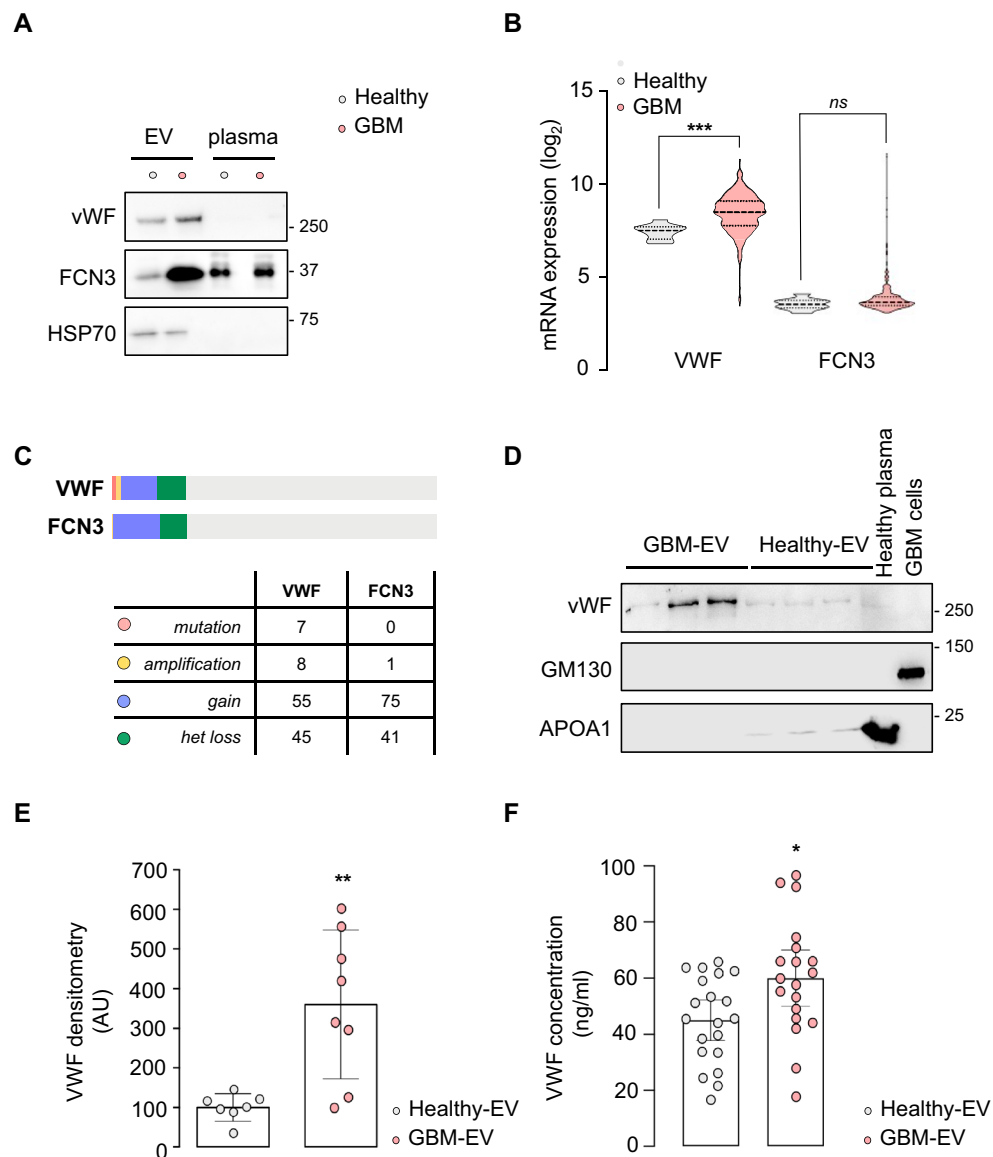 A
Healthy
GBM
EV plasma
vWF
- 250
FCN3
- 37
HSP70
- 75
B
Healthy
GBM
mRNA expression (log2)
15
10
5
0
***
ns
VWF FCN3
C
VWF
FCN3
VWF FCN3
mutation 7 0
amplification 8 1
gain 55 75
het loss 45 41
D
GBM-EV Healthy-EV Healthy plasma GBM cells
vWF
- 250
GM130
- 150
APOA1
- 25
E
VWF densitometry
(AU)
700
600
500
400
300
200
100
0
**
Healthy-EV
GBM-EV
F
VWF concentration
(ng/ml)
100
80
60
40
20
0
*
Healthy-EV
GBM-EV